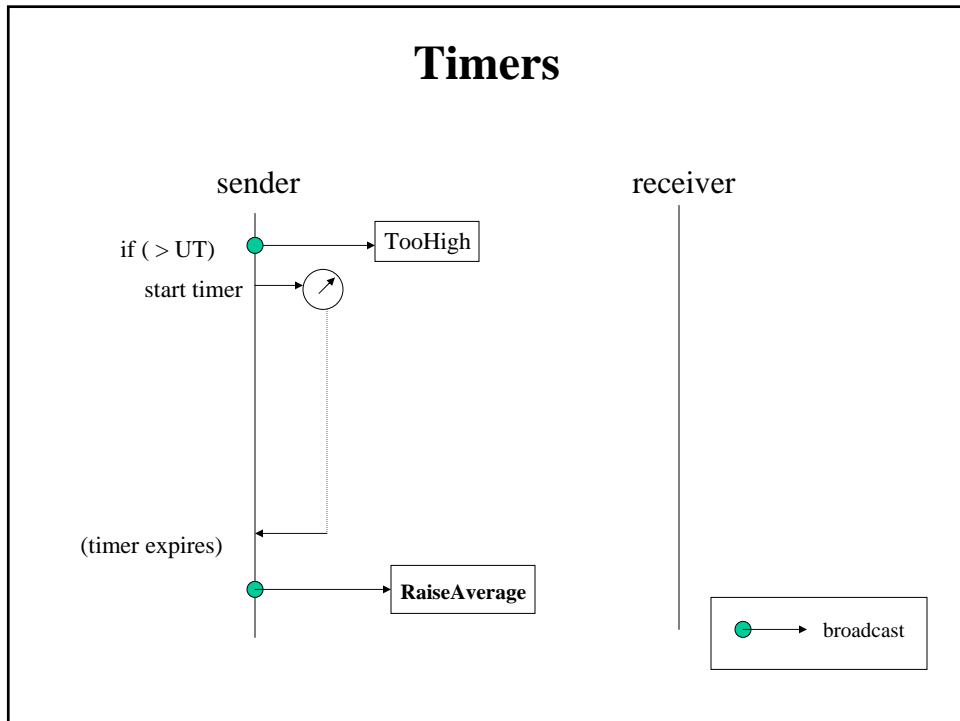 Timers
sender
receiver
if ( > UT)
TooHigh
start timer
(timer expires)
RaiseAverage
broadcast